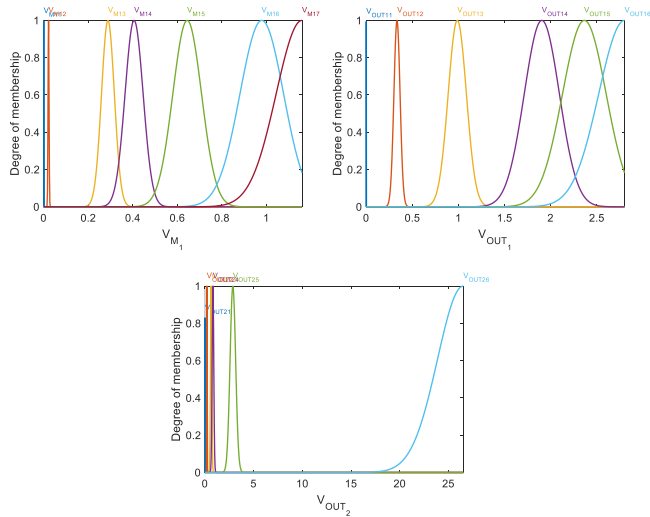 V_M12 V_M13 V_M14 V_M15 V_M16 V_M17
Degree of membership
1
0.8
0.6
0.4
0.2
0
0 0.2 0.4 0.6 0.8 1
V_M_1
V_OUT11 V_OUT12 V_OUT13 V_OUT14 V_OUT15 V_OUT16
Degree of membership
1
0.8
0.6
0.4
0.2
0
0 0.5 1 1.5 2 2.5
V_OUT_1
V_OUT24 V_OUT25 V_OUT26
V_OUT21
Degree of membership
1
0.8
0.6
0.4
0.2
0
0 5 10 15 20 25
V_OUT_2